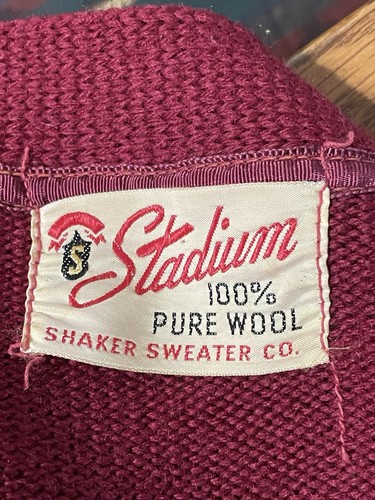 S
Stadium
100%
PURE WOOL
SHAKER SWEATER CO.